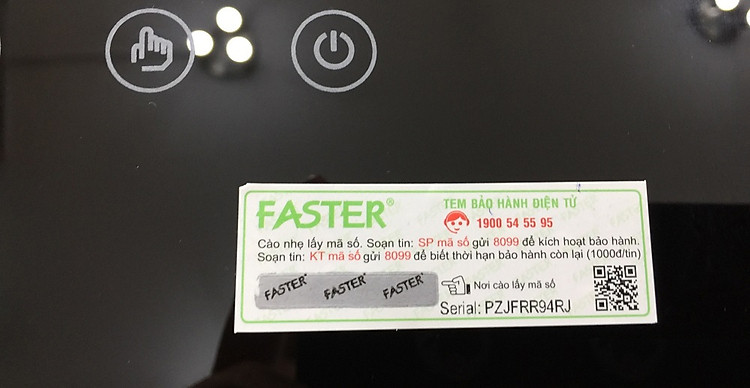 FASTER®
TEM BẢO HÀNH ĐIỆN TỬ
1900 54 55 95
Cào nhẹ lấy mã số. Soạn tin: SP mã số gửi 8099 để kích hoạt bảo hành.
Soạn tin: KT mã số gửi 8099 để biết thời hạn bảo hành còn lại (1000đ/tin)
FASTER FASTER FASTER
Nơi cào lấy mã số
Serial: PZJFRR94RJ